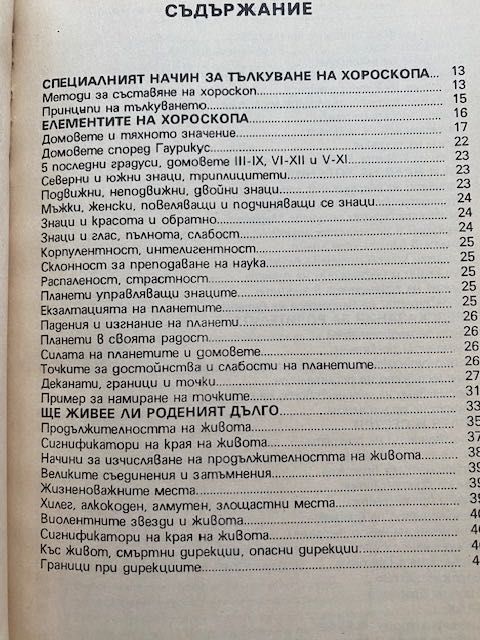 СЪДЪРЖАНИЕ
СПЕЦИАЛНИЯТ НАЧИН ЗА ТЪЛКУВАНЕ НА ХОРОСКОПА... 13
Методи за съставяне на хороскоп... 13
Принципи на тълкуването... 15
ЕЛЕМЕНТИТЕ НА ХОРОСКОПА... 16
Домовете и тяхното значение... 17
Домовете според Гаурикус... 22
5 последни градуси, домовете III-IX, VI-XII и V-XI... 23
Северни и южни знаци, триплицитети... 23
Подвижни, неподвижни, двойни знаци... 23
Мъжки, женски, повеляващи и подчиняващи се знаци... 24
Знаци и красота и обратно... 24
Знаци и глас, пълнота, слабост... 24
Корпулентност, интелигентност... 25
Склонност за преподаване на наука... 25
Распаленост, страстност... 25
Планети управляващи знаците... 25
Екзалтацията на планетите... 25
Падения и изгнание на планети... 26
Планети в своята радост... 26
Силата на планетите и домовете... 26
Точките за достойнства и слабости на планетите... 26
Деканати, граници и точки... 27
Пример за намиране на точките... 31
ЩЕ ЖИВЕЕ ЛИ РОДЕНИЯТ ДЪЛГО... 33
Продължителността на живота... 35
Сигнификатори на края на живота... 37
Начини за изчисляване на продължителността на живота... 38
Великите съединения и затъмнения... 39
Жизненоважните места... 39
Хилег, алкокоден, алмутен, злощастни места... 39
Виолентните звезди и живота... 40
Сигнификатори на края на живота...
Къс живот, смъртни дирекции, опасни дирекции...
Граници при дирекциите...